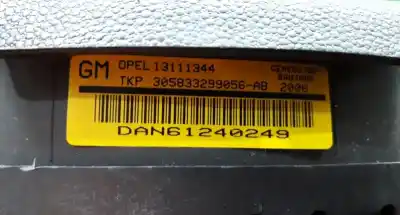 GM OPEL 13111344
TKP 305833299056-AB 2006
DAN61240249